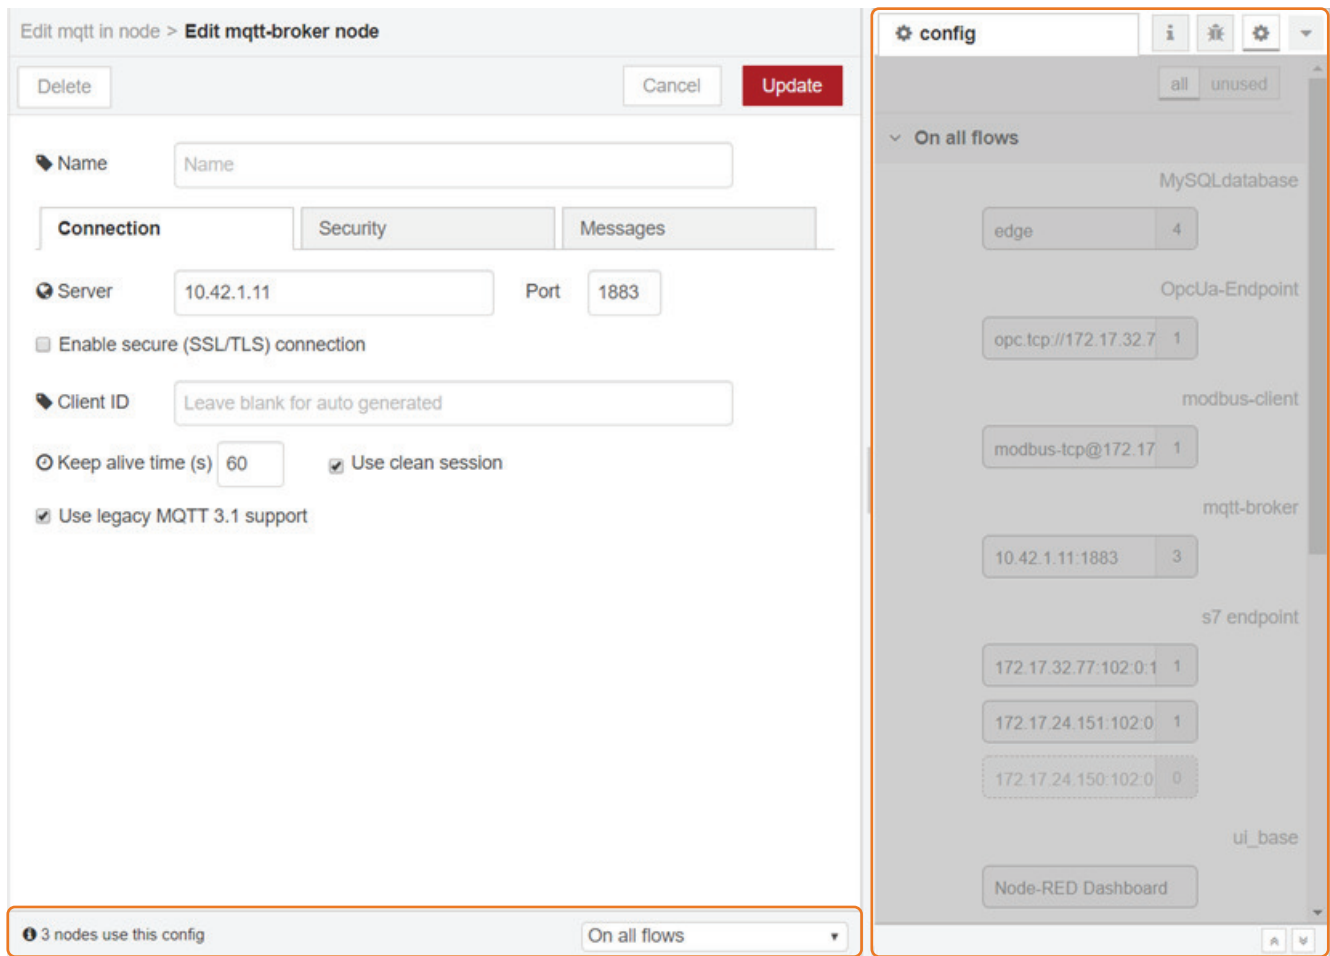 Edit mqtt in node > Edit mqtt-broker node
Delete
Cancel
Update
Name
Name
Connection
Security
Messages
Server
10.42.1.11
Port
1883
Enable secure (SSL/TLS) connection
Client ID
Leave blank for auto generated
Keep alive time (s)
60
Use clean session
Use legacy MQTT 3.1 support
3 nodes use this config
On all flows
config
all
unused
On all flows
MySQLdatabase
edge
4
OpcUa-Endpoint
opc.tcp://172.17.32.7
1
modbus-client
modbus-tcp@172.17
1
mqtt-broker
10.42.1.11:1883
3
s7 endpoint
172.17.32.77:102:0:1
1
172.17.24.151:102:0
1
172.17.24.150:102:0
0
ui_base
Node-RED Dashboard